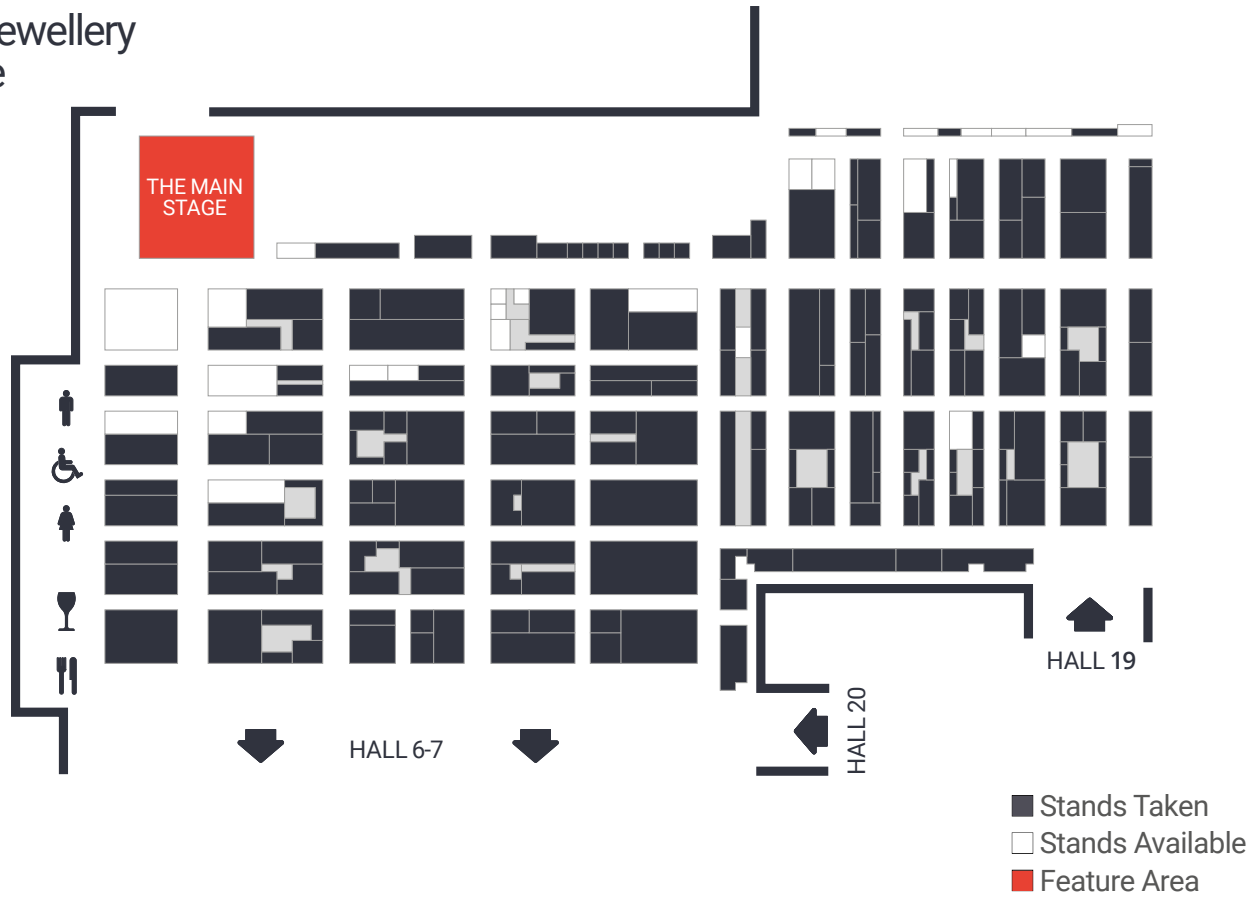 ewellery
e
THE MAIN
STAGE
HALL 19
HALL 20
HALL 6-7
Stands Taken
Stands Available
Feature Area